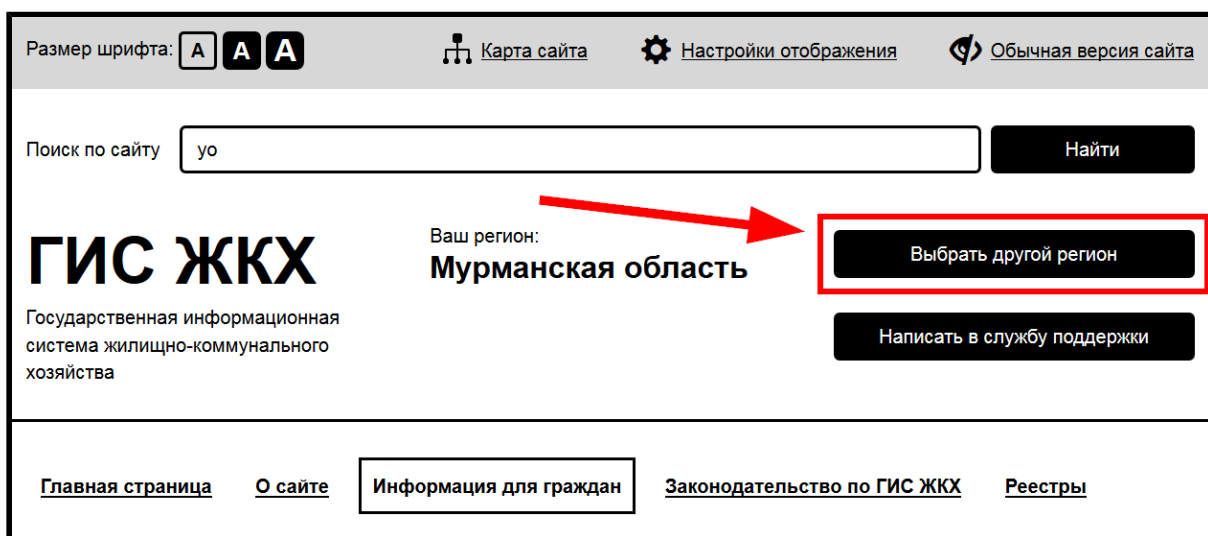 Размер шрифта: A A A
Карта сайта
Настройки отображения
Обычная версия сайта
Поиск по сайту
yo
Найти
ГИС ЖКХ
Государственная информационная
система жилищно-коммунального
хозяйства
Ваш регион:
Мурманская область
Выбрать другой регион
Написать в службу поддержки
Главная страница
О сайте
Информация для граждан
Законодательство по ГИС ЖКХ
Реестры